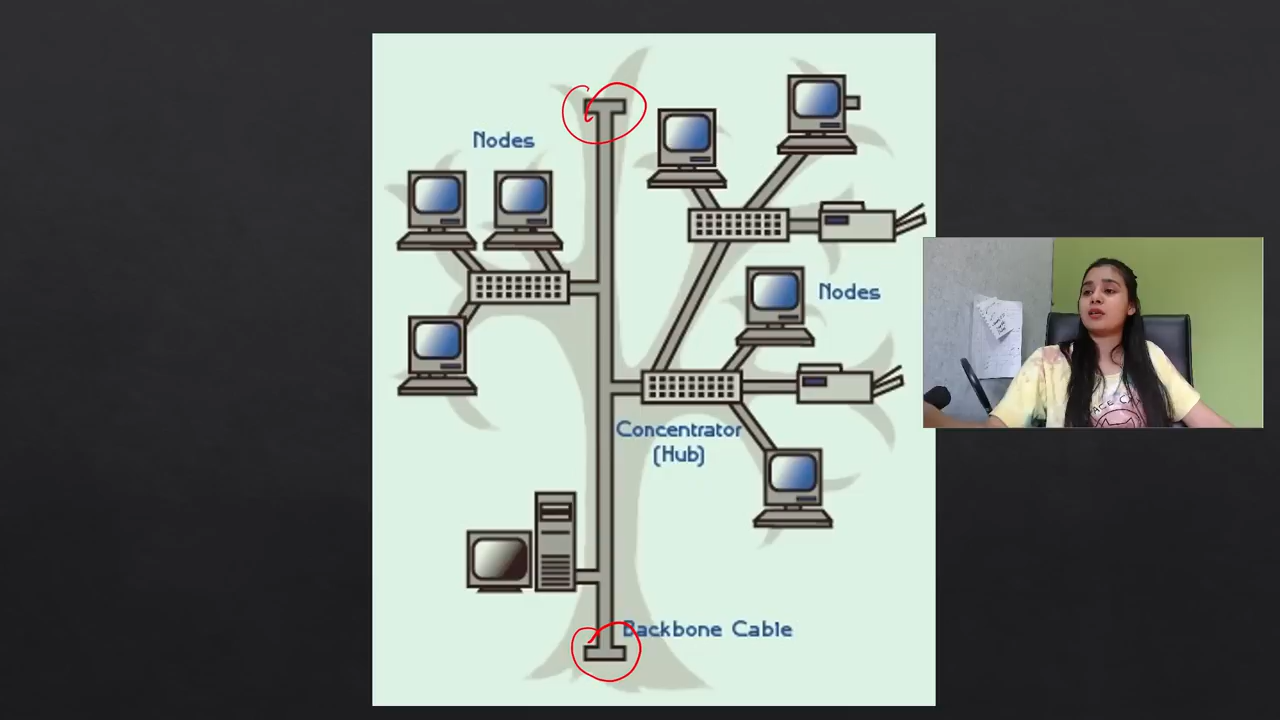 Nodes
Nodes
Concentrator
(Hub)
Backbone Cable